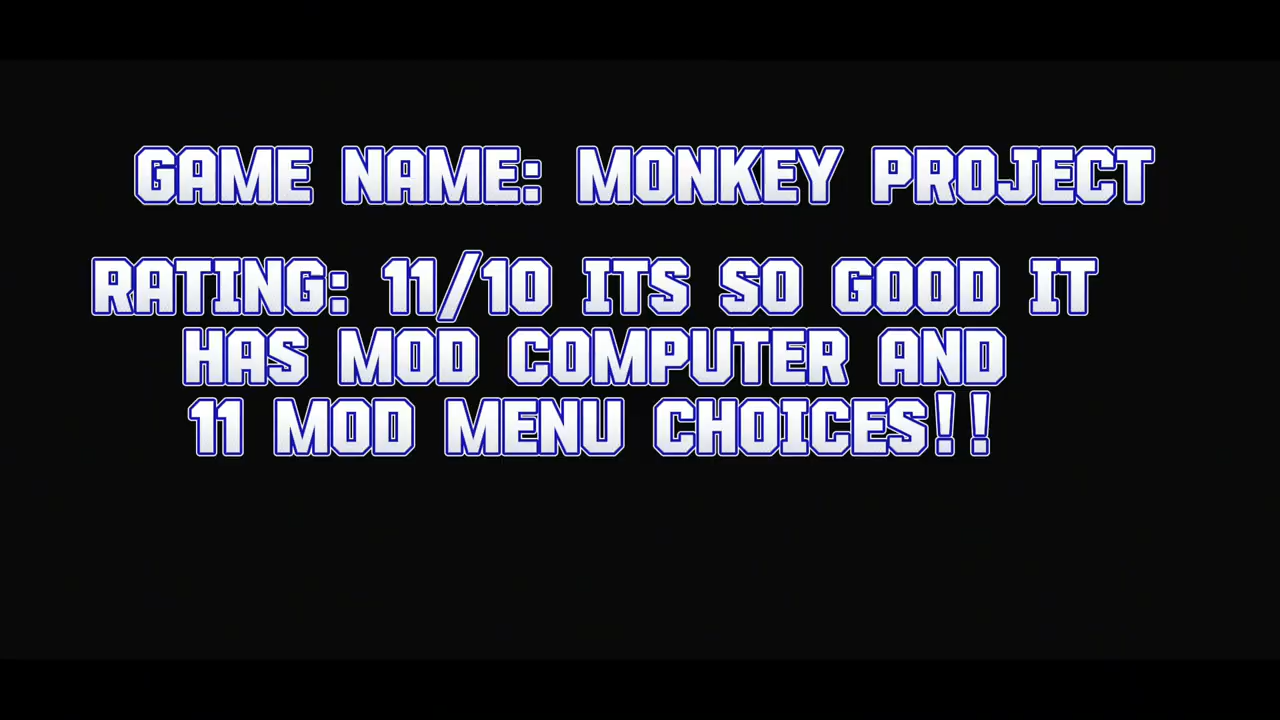 GAME NAME: MONKEY PROJECT
RATING: 11/10 ITS SO GOOD IT
HAS MOD COMPUTER AND
11 MOD MENU CHOICES!!